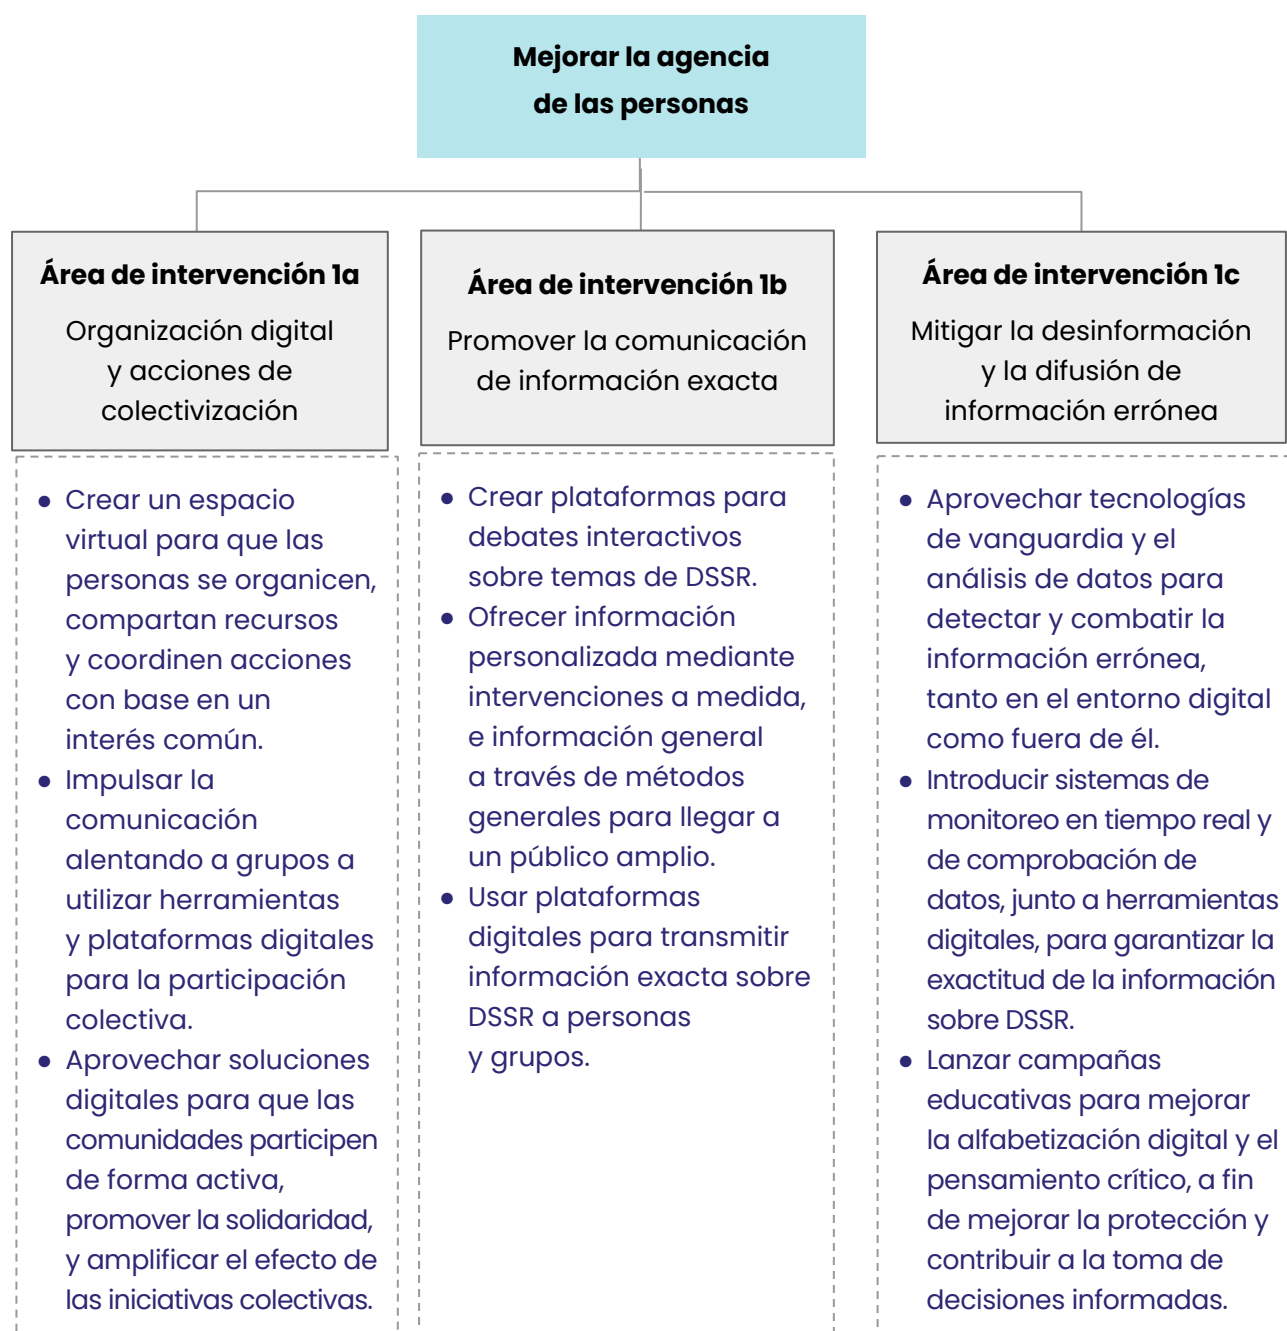 Mejorar la agencia
de las personas
Área de intervención 1a
Organización digital
y acciones de
colectivización
● Crear un espacio
virtual para que las
personas se organicen,
compartan recursos
y coordinen acciones
con base en un
interés común.
● Impulsar la
comunicación
alentando a grupos a
utilizar herramientas
y plataformas digitales
para la participación
colectiva.
● Aprovechar soluciones
digitales para que las
comunidades participen
de forma activa,
promover la solidaridad,
y amplificar el efecto de
las iniciativas colectivas.
Área de intervención 1b
Promover la comunicación
de información exacta
● Crear plataformas para
debates interactivos
sobre temas de DSSR.
● Ofrecer información
personalizada mediante
intervenciones a medida,
e información general
a través de métodos
generales para llegar a
un público amplio.
● Usar plataformas
digitales para transmitir
información exacta sobre
DSSR a personas
y grupos.
Área de intervención 1c
Mitigar la desinformación
y la difusión de
información errónea
● Aprovechar tecnologías
de vanguardia y el
análisis de datos para
detectar y combatir la
información errónea,
tanto en el entorno digital
como fuera de él.
● Introducir sistemas de
monitoreo en tiempo real y
de comprobación de
datos, junto a herramientas
digitales, para garantizar la
exactitud de la información
sobre DSSR.
● Lanzar campañas
educativas para mejorar
la alfabetización digital y el
pensamiento crítico, a fin
de mejorar la protección y
contribuir a la toma de
decisiones informadas.